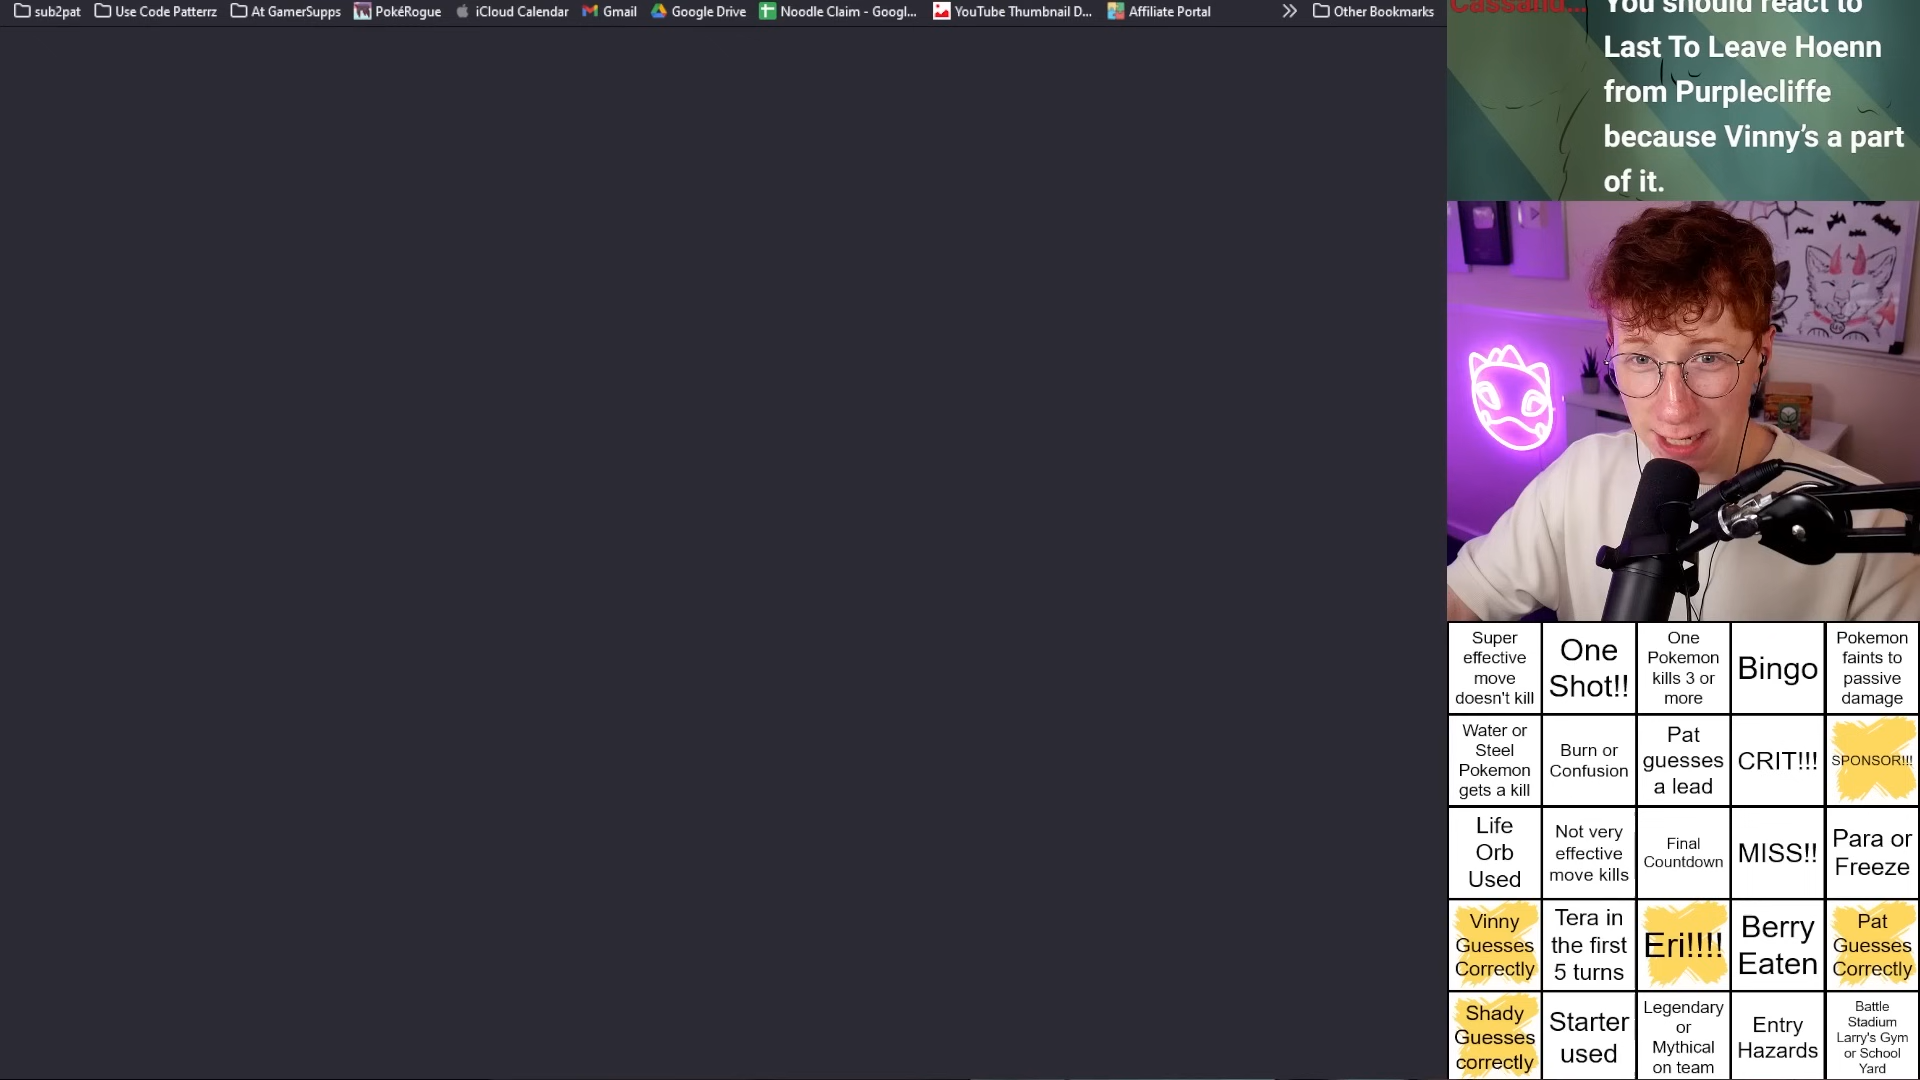 sub2pat Use Code Patterrz At GamerSupps PokéRogue iCloud Calendar Gmail Google Drive Noodle Claim - Googl... YouTube Thumbnail D... Affiliate Portal Other Bookmarks
Cassand... You should react to
Last To Leave Hoenn
from Purplecliffe
because Vinny’s a part
of it.
Super
effective
move
doesn't kill
One
Shot!!
One
Pokemon
kills 3 or
more
Bingo
Pokemon
faints to
passive
damage
Water or
Steel
Pokemon
gets a kill
Burn or
Confusion
Pat
guesses
a lead
CRIT!!!
SPONSOR!!!
Life
Orb
Used
Not very
effective
move kills
Final
Countdown
MISS!!
Para or
Freeze
Vinny
Guesses
Correctly
Tera in
the first
5 turns
Eri!!!!
Berry
Eaten
Pat
Guesses
Correctly
Shady
Guesses
correctly
Starter
used
Legendary
or
Mythical
on team
Entry
Hazards
Battle
Stadium
Larry's Gym
or School
Yard